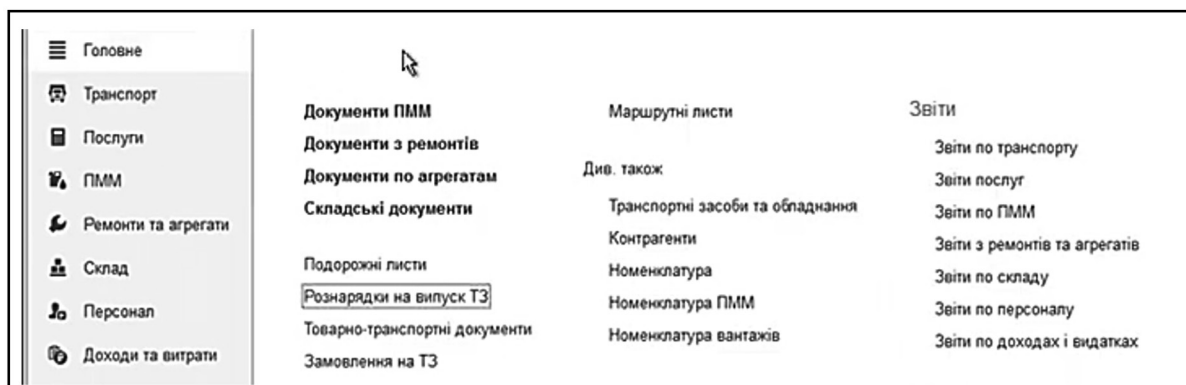 Головне
Транспорт
Послуги
ПММ
Ремонти та агрегати
Склад
Персонал
Доходи та витрати
Документи ПММ
Документи з ремонтів
Документи по агрегатам
Складські документи
Подорожні листи
Рознарядки на випуск ТЗ
Товарно-транспортні документи
Замовлення на ТЗ
Маршрутні листи
Див. також
Транспортні засоби та обладнання
Контрагенти
Номенклатура
Номенклатура ПММ
Номенклатура вантажів
Звіти
Звіти по транспорту
Звіти послуг
Звіти по ПММ
Звіти з ремонтів та агрегатів
Звіти по складу
Звіти по персоналу
Звіти по доходах і видатках